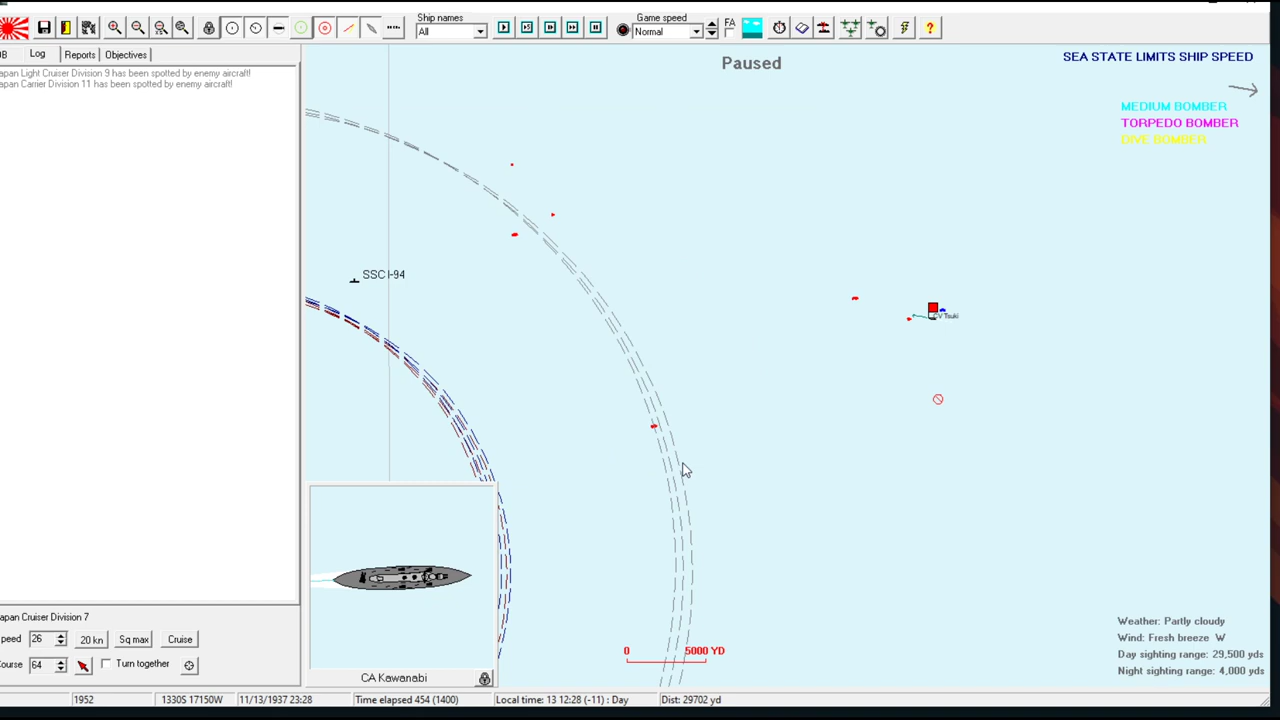 Ship names
All
Game speed
Normal
FA
Log
Reports
Objectives
apan Light Cruiser Division 9 has been spotted by enemy aircraft!
apan Carrier Division 11 has been spotted by enemy aircraft!
Paused
SEA STATE LIMITS SHIP SPEED
MEDIUM BOMBER
TORPEDO BOMBER
DIVE BOMBER
SSC I-94
CV Tsuki
5000 YD
0
CA Kawanabi
apan Cruiser Division 7
peed 26 20 kn Sq max Cruise
ourse 64 Turn together
Weather: Partly cloudy
Wind: Fresh breeze W
Day sighting range: 29,500 yds
Night sighting range: 4,000 yds
1952 1330S 17150W 11/13/1937 23:28 Time elapsed 454 (1400) Local time: 13 12:28 (-11) : Day Dist: 29702 yd